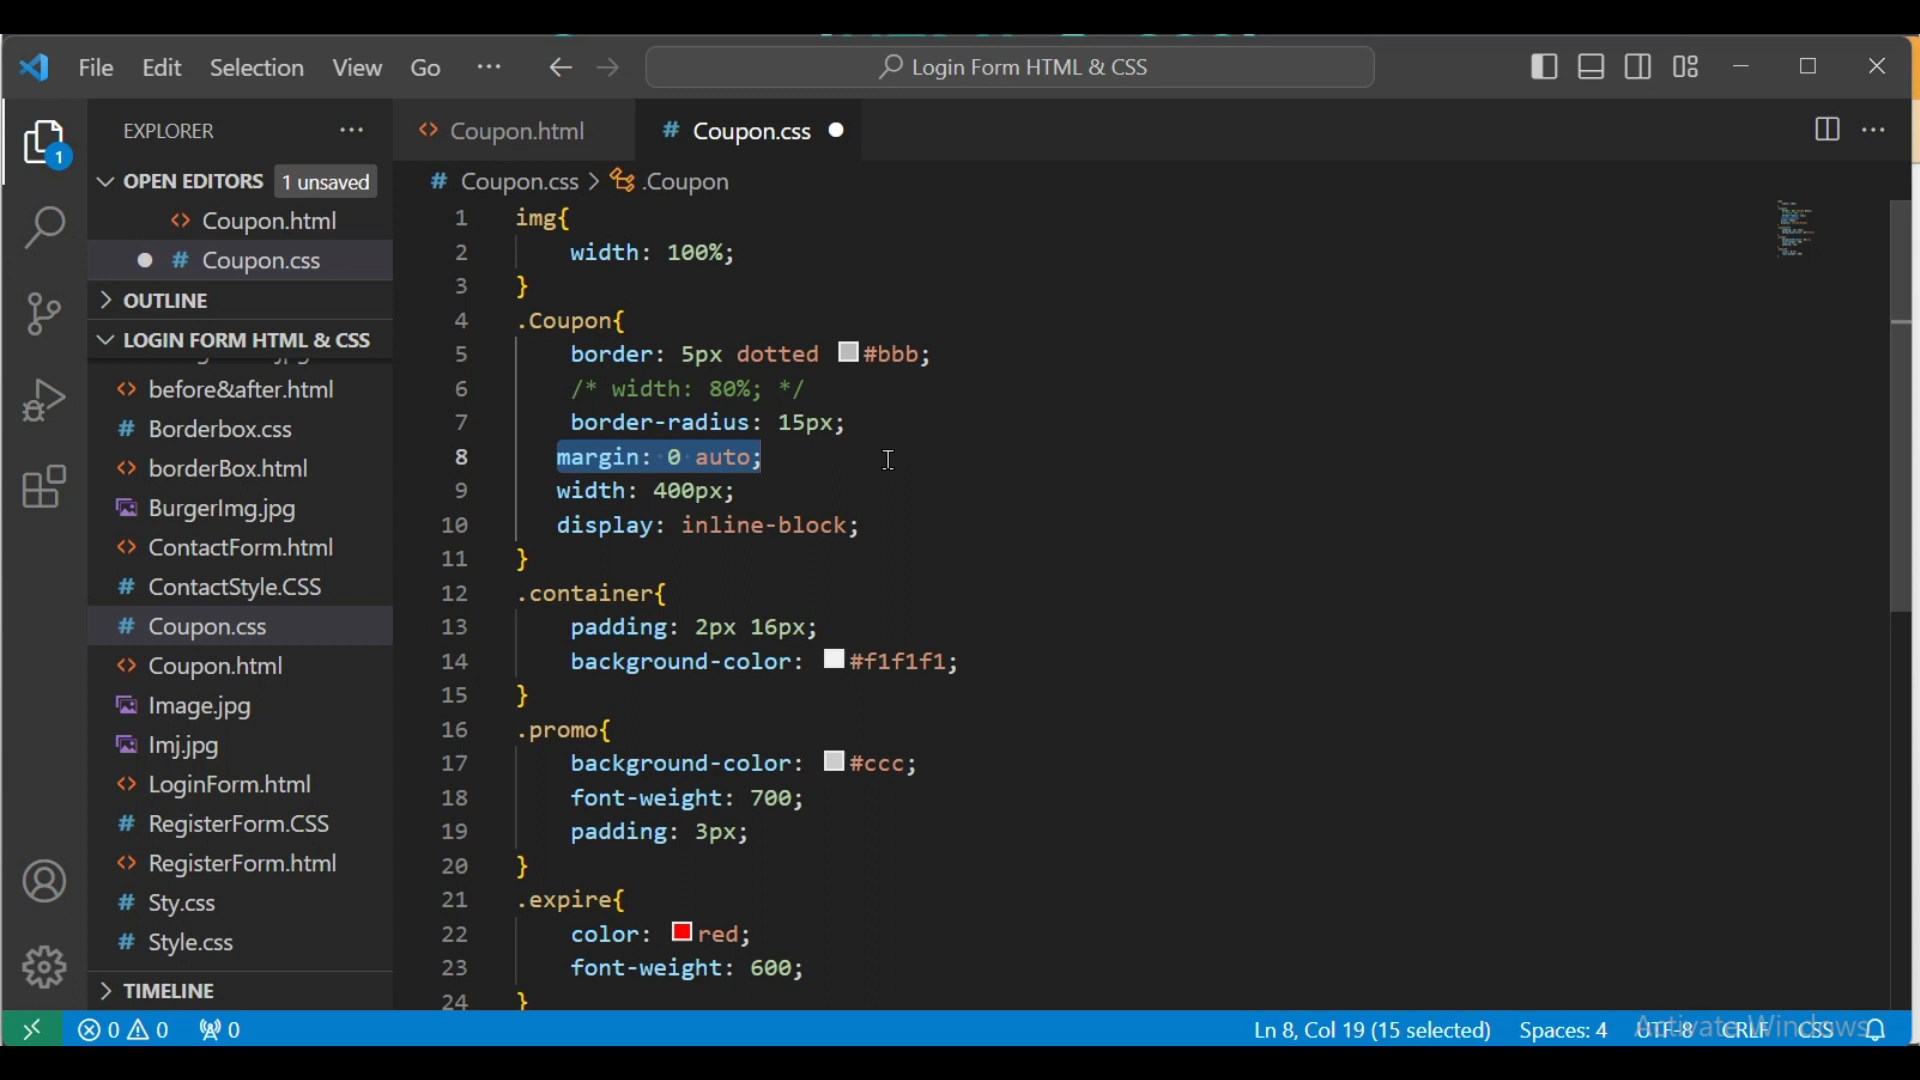 File Edit Selection View Go ··· Login Form HTML & CSS
EXPLORER ···
Coupon.html
# Coupon.css
OPEN EDITORS 1 unsaved
Coupon.html
# Coupon.css
OUTLINE
LOGIN FORM HTML & CSS
before&after.html
# Borderbox.css
borderBox.html
BurgerImg.jpg
ContactForm.html
# ContactStyle.CSS
# Coupon.css
Coupon.html
Image.jpg
Imj.jpg
LoginForm.html
# RegisterForm.CSS
RegisterForm.html
# Sty.css
# Style.css
TIMELINE
# Coupon.css > .Coupon
1 img{
2 width: 100%;
3 }
4 .Coupon{
5 border: 5px dotted #bbb;
6 /* width: 80%; */
7 border-radius: 15px;
8 margin: 0 auto;
9 width: 400px;
10 display: inline-block;
11 }
12 .container{
13 padding: 2px 16px;
14 background-color: #f1f1f1;
15 }
16 .promo{
17 background-color: #ccc;
18 font-weight: 700;
19 padding: 3px;
20 }
21 .expire{
22 color: red;
23 font-weight: 600;
24 }
1
0 0 0
Ln 8, Col 19 (15 selected) Spaces: 4 UTF-8 CRLF CSS
Activate Windows